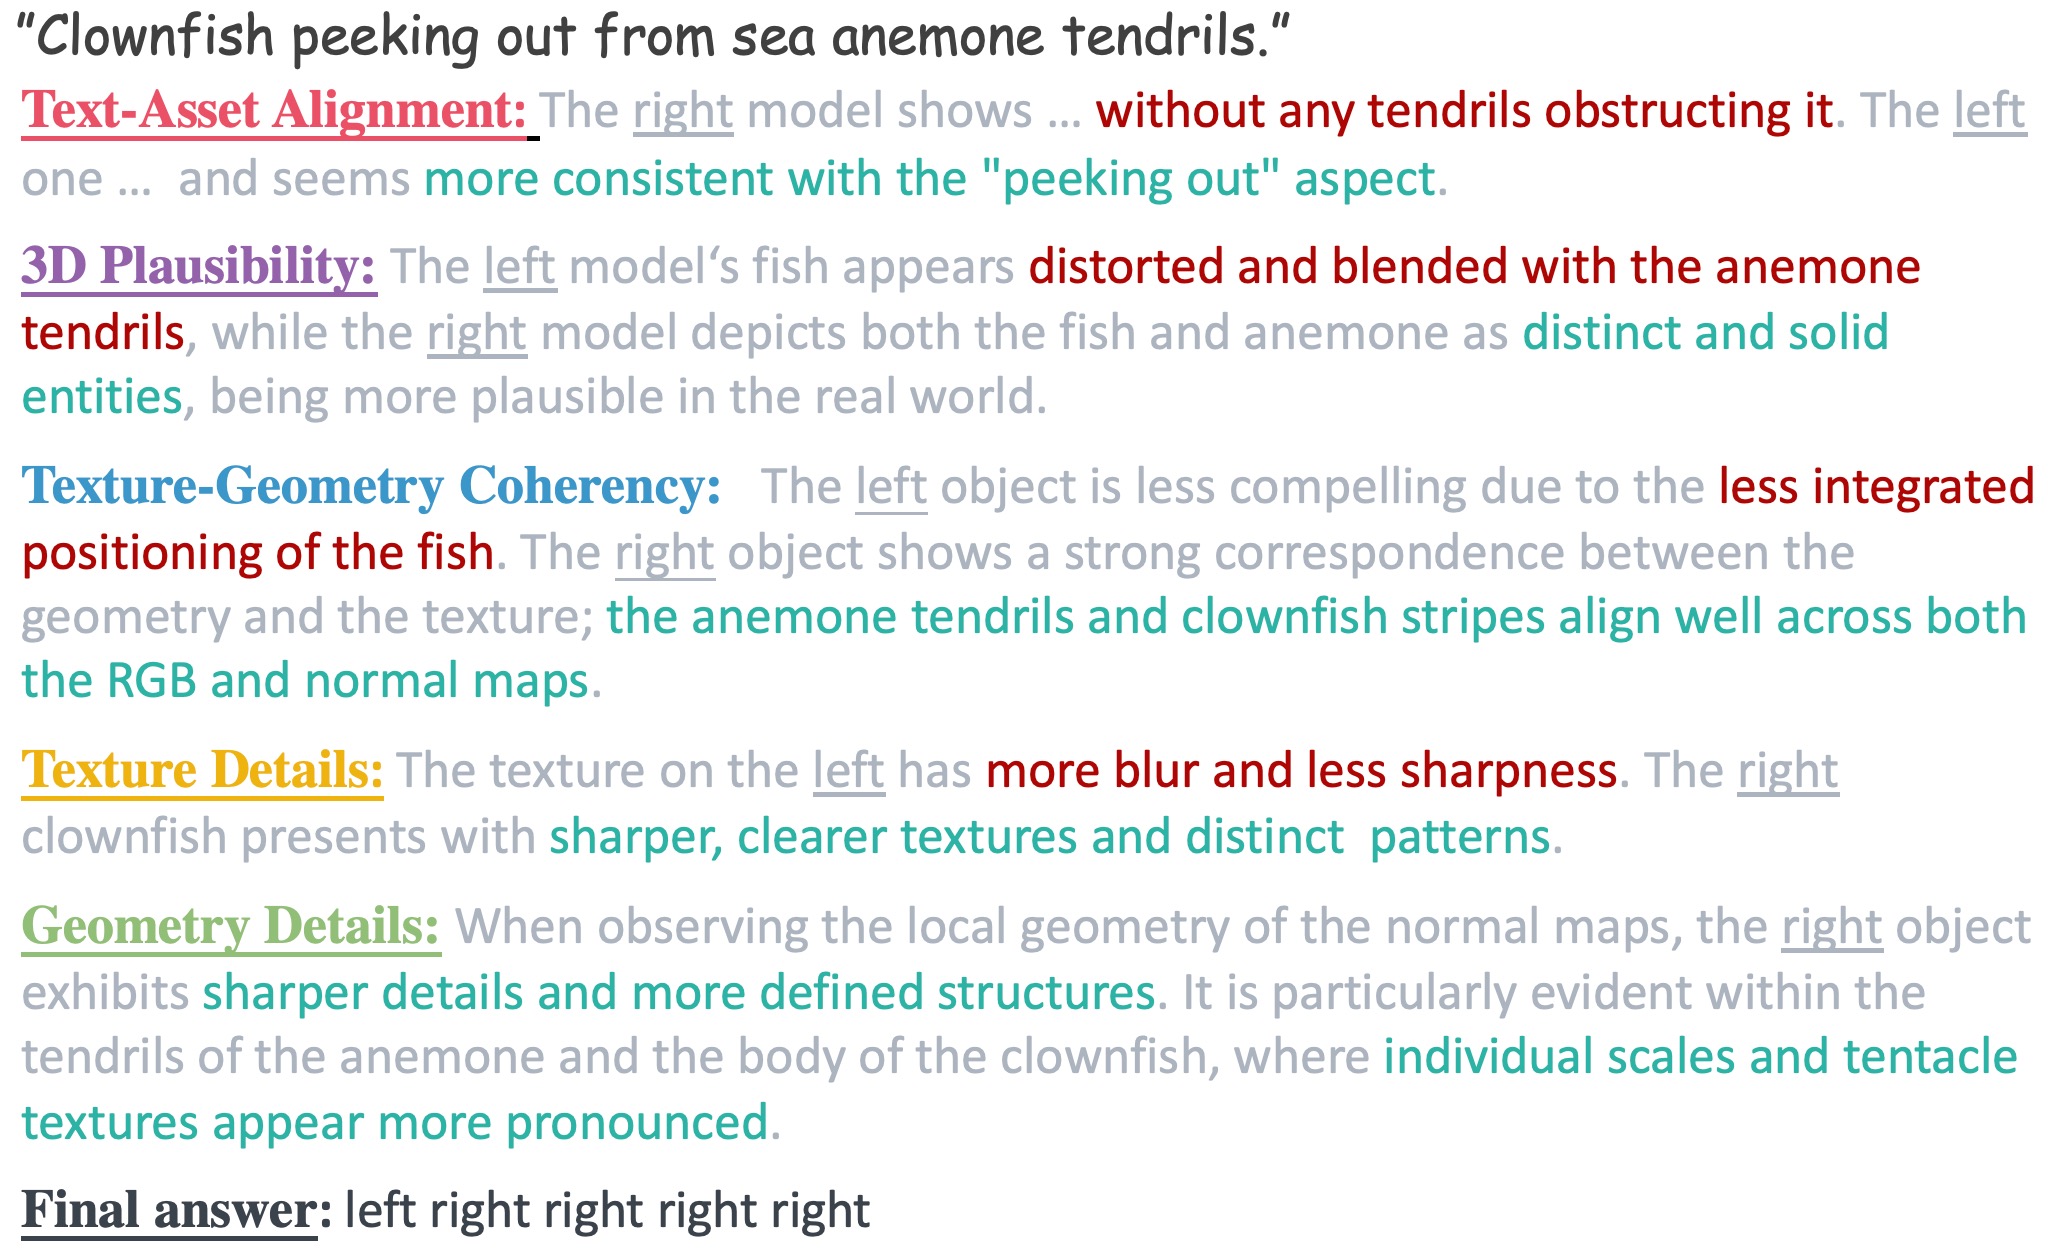 "Clownfish peeking out from sea anemone tendrils."
Text-Asset Alignment: The right model shows ... without any tendrils obstructing it. The left
one ...  and seems more consistent with the "peeking out" aspect.
3D Plausibility: The left model‘s fish appears distorted and blended with the anemone
tendrils, while the right model depicts both the fish and anemone as distinct and solid
entities, being more plausible in the real world.
Texture-Geometry Coherency:  The left object is less compelling due to the less integrated
positioning of the fish. The right object shows a strong correspondence between the
geometry and the texture; the anemone tendrils and clownfish stripes align well across both
the RGB and normal maps.
Texture Details: The texture on the left has more blur and less sharpness. The right
clownfish presents with sharper, clearer textures and distinct  patterns.
Geometry Details: When observing the local geometry of the normal maps, the right object
exhibits sharper details and more defined structures. It is particularly evident within the
tendrils of the anemone and the body of the clownfish, where individual scales and tentacle
textures appear more pronounced.
Final answer: left right right right right